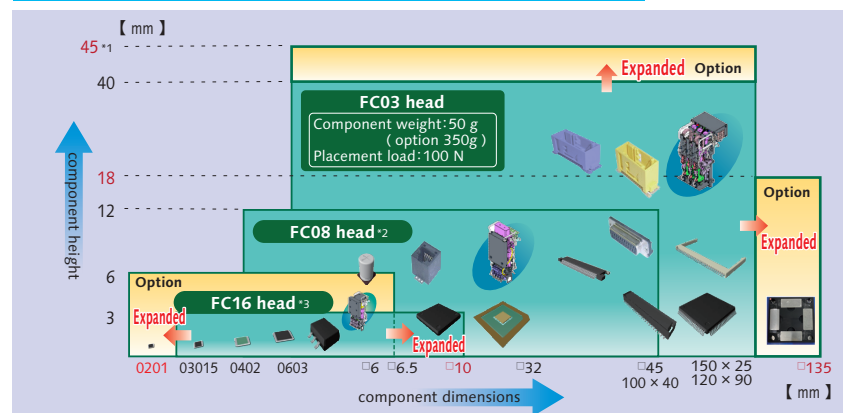 【 mm 】
45 *1
Expanded Option
40
FC03 head
Component weight:50 g
( option 350g )
Placement load:100 N
component height
18
Option
12
FC08 head *2
Expanded
6
Option
FC16 head *3
3
Expanded
Expanded
0201 03015 0402 0603 □6 □6.5 □10 □32 □45 150 × 25 □135
100 × 40 120 × 90
component dimensions
【 mm 】